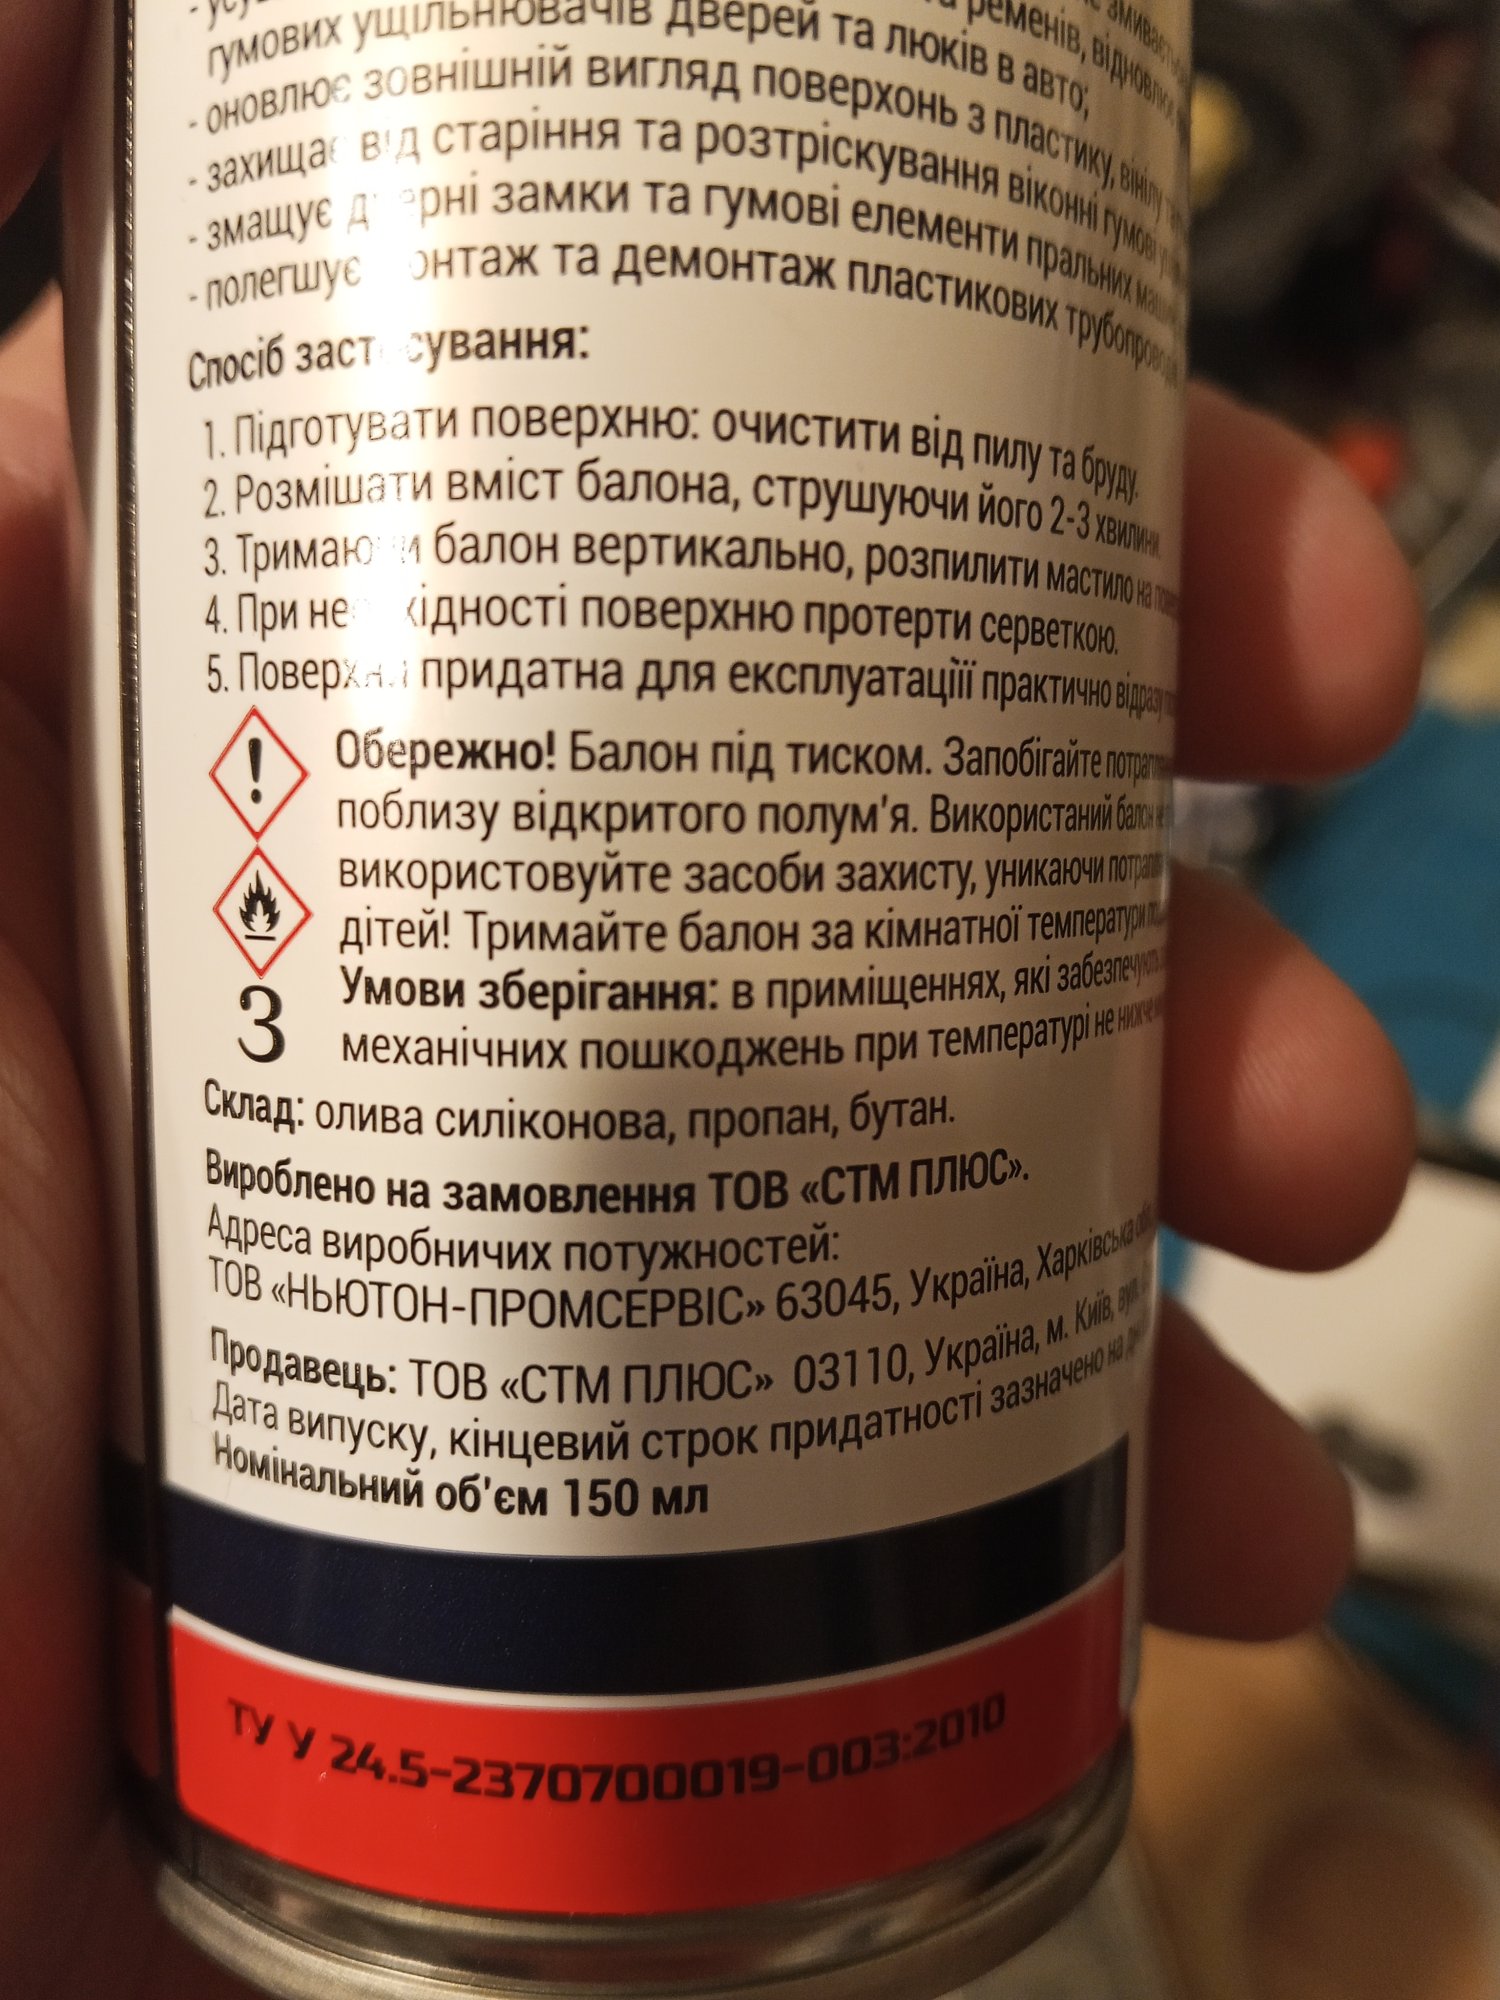 гумових ущільнювачів дверей та люків в авто;
- оновлює зовнішній вигляд поверхонь з пластику, вінілу
- захищає від старіння та розтріскування віконні гумові
- змащує дверні замки та гумові елементи пральних
- полегшує монтаж та демонтаж пластикових
Спосіб застосування:
1. Підготувати поверхню: очистити від пилу та бруду.
2. Розмішати вміст балона, струшуючи його 2-3 хвилини.
3. Тримаючи балон вертикально, розпилити мастило на
4. При необхідності поверхню протерти серветкою.
5. Поверхня придатна для експлуатаціїї практично відразу
Обережно! Балон під тиском. Запобігайте
поблизу відкритого полум'я. Використаний балон не
використовуйте засоби захисту, уникаючи
дітей! Тримайте балон за кімнатної температури
Умови зберігання: в приміщеннях, які забезпечують
3
механічних пошкоджень при температурі не нижче
Склад: олива силіконова, пропан, бутан.
Вироблено на замовлення ТОВ «СТМ ПЛЮС».
Адреса виробничих потужностей:
ТОВ «НЬЮТОН-ПРОМСЕРВІС» 63045, Україна, Харківська
Продавець: ТОВ «СТМ ПЛЮС» 03110, Україна, м. Київ, вул.
Дата випуску, кінцевий строк придатності зазначено на
Номінальний об'єм 150 мл
ТУ У 24.5-2370700019-003:2010